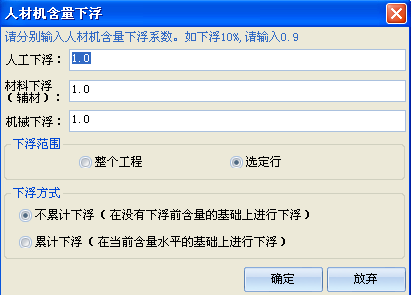 人材机含量下浮
请分别输入人材机含量下浮系数。如下浮10%,请输入0.9
人工下浮： 1.0
材料下浮（辅材）： 1.0
机械下浮： 1.0
下浮范围
整个工程 选定行
下浮方式
不累计下浮（在没有下浮前含量的基础上进行下浮）
累计下浮（在当前含量水平的基础上进行下浮）
确定 放弃